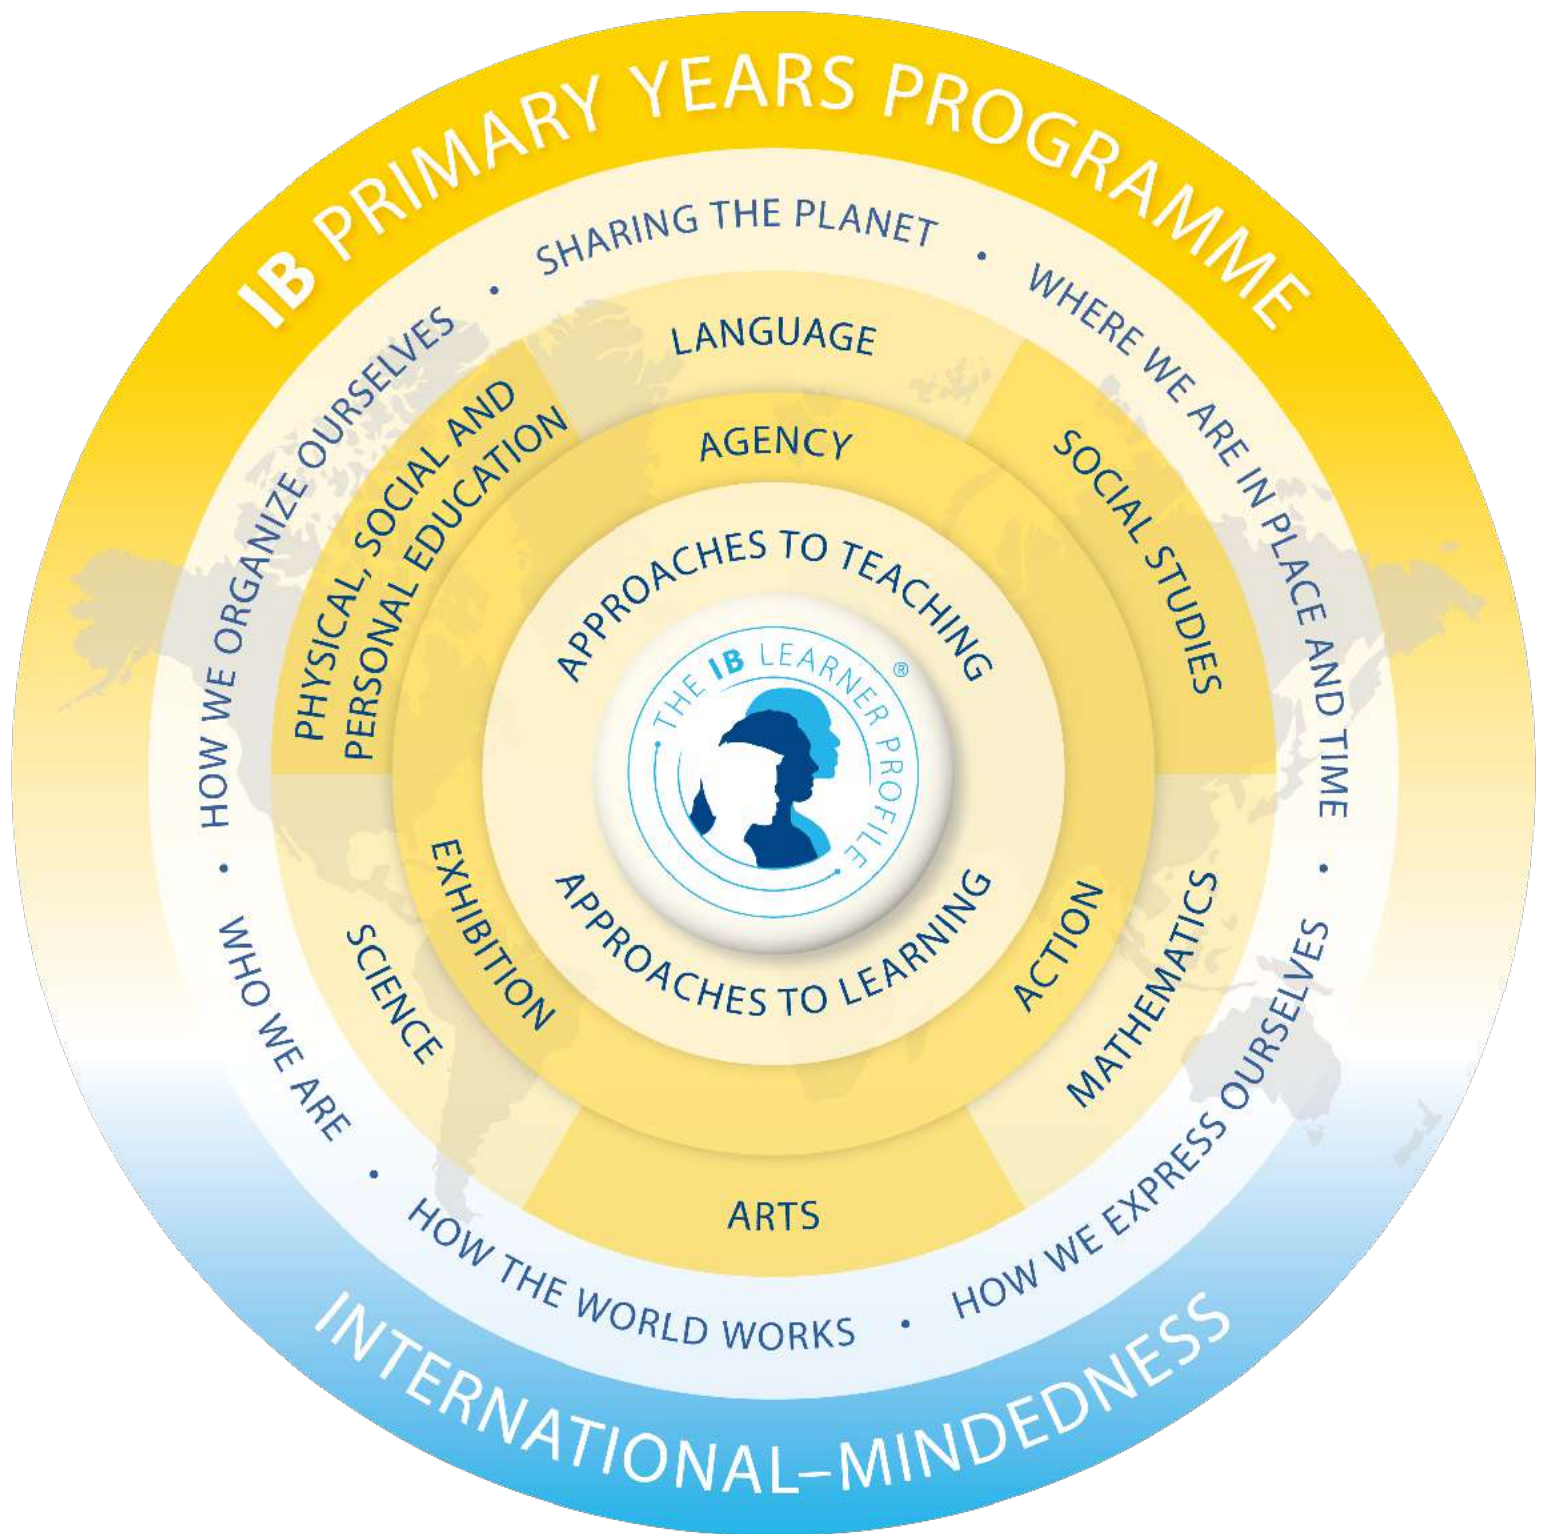 IB PRIMARY YEARS PROGRAMME
SHARING THE PLANET
•
WHERE WE ARE IN PLACE AND TIME
•
HOW WE EXPRESS OURSELVES
•
HOW THE WORLD WORKS
•
WHO WE ARE
•
HOW WE ORGANIZE OURSELVES
•
LANGUAGE
SOCIAL STUDIES
MATHEMATICS
ARTS
SCIENCE
PHYSICAL, SOCIAL AND
PERSONAL EDUCATION
AGENCY
ACTION
EXHIBITION
APPROACHES TO TEACHING
THE IB LEARNER PROFILE ®
APPROACHES TO LEARNING
INTERNATIONAL–MINDEDNESS